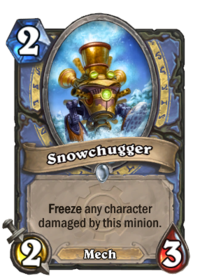 2
Snowchugger
Freeze any character
damaged by this minion.
2 Mech 3